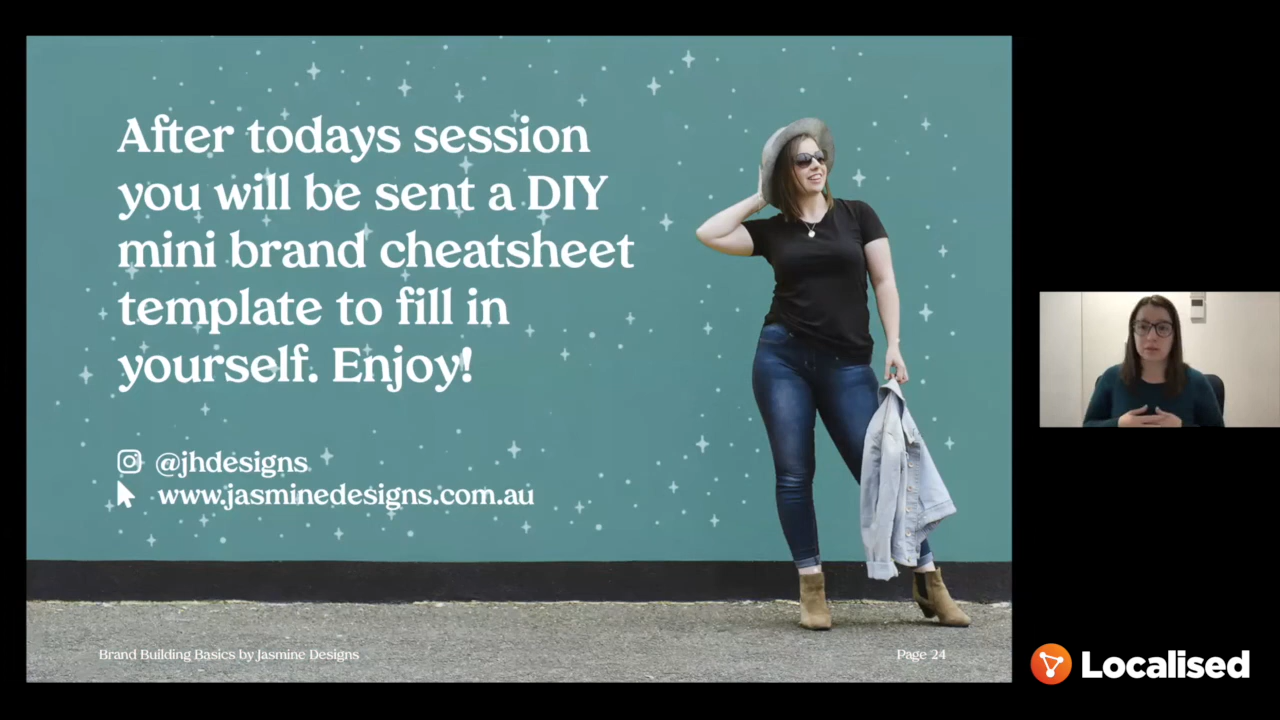 After todays session
you will be sent a DIY
mini brand cheatsheet
template to fill in
yourself. Enjoy!
@jhdesigns
www.jasminedesigns.com.au
Brand Building Basics by Jasmine Designs
Page 24
Localised